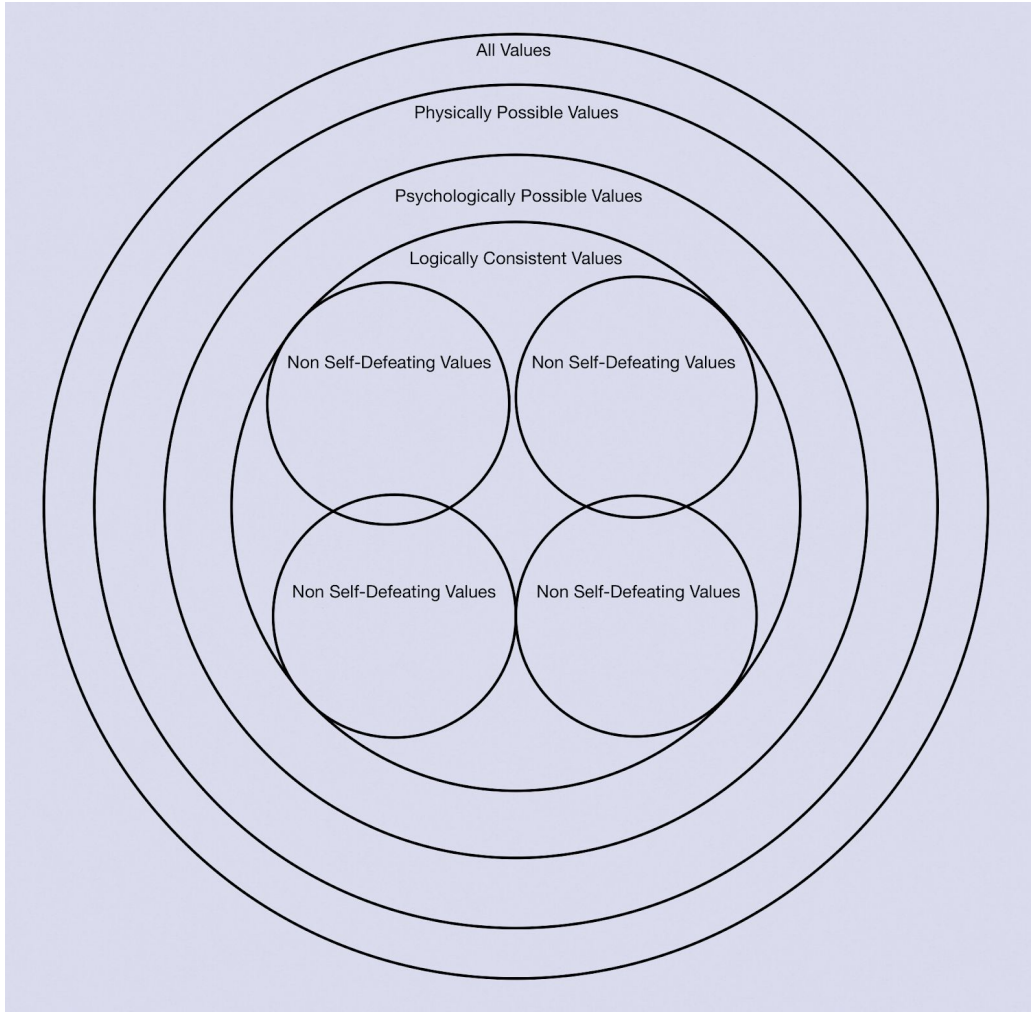 All Values
Physically Possible Values
Psychologically Possible Values
Logically Consistent Values
Non Self-Defeating Values
Non Self-Defeating Values
Non Self-Defeating Values
Non Self-Defeating Values